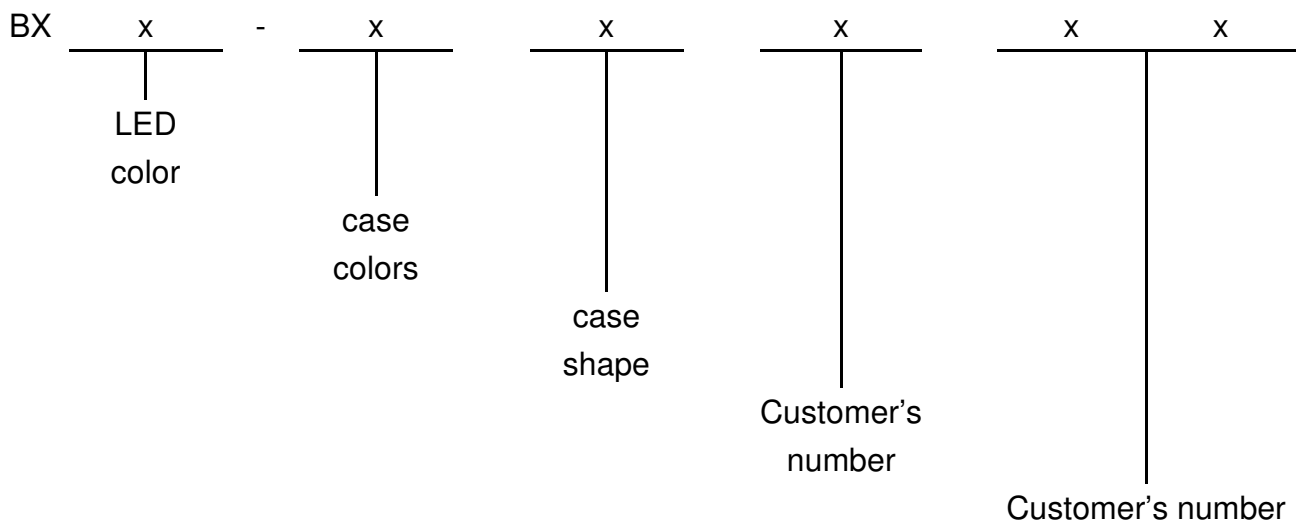 BX x - x x x x x
LED
color
case
colors
case
shape
Customer's
number
Customer's number